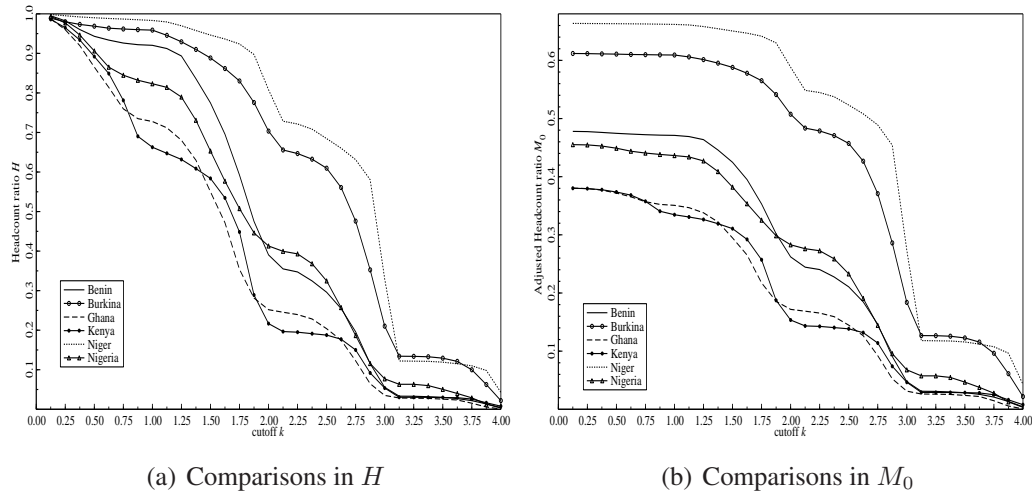 Headcount ratio H
1.0
0.9
0.8
0.7
0.6
0.5
0.4
0.3
0.2
0.1
Benin
Burkina
Ghana
Kenya
Niger
Nigeria
0.00 0.25 0.50 0.75 1.00 1.25 1.50 1.75 2.00 2.25 2.50 2.75 3.00 3.25 3.50 3.75 4.00
cutoff k
(a) Comparisons in H
Adjusted Headcount ratio M0
0.6
0.5
0.4
0.3
0.2
0.1
Benin
Burkina
Ghana
Kenya
Niger
Nigeria
0.00 0.25 0.50 0.75 1.00 1.25 1.50 1.75 2.00 2.25 2.50 2.75 3.00 3.25 3.50 3.75 4.00
cutoff k
(b) Comparisons in M0